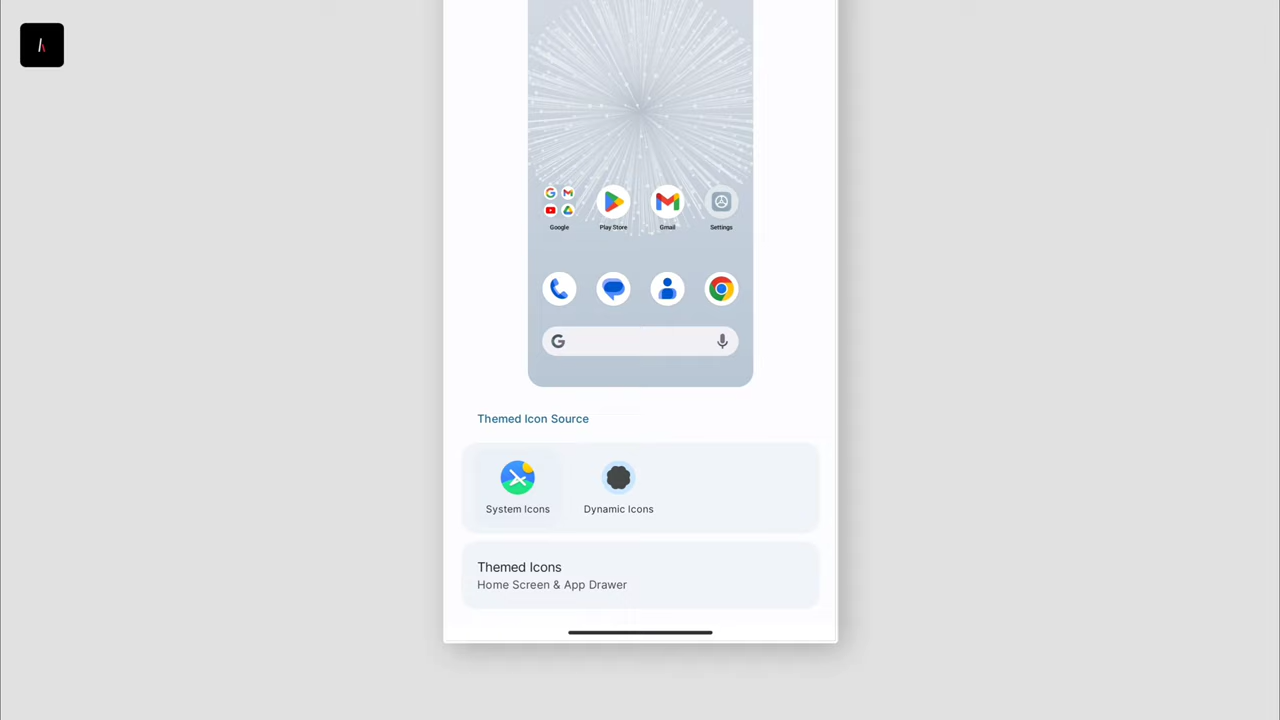 Google Play Store Gmail Settings
Themed Icon Source
System Icons Dynamic Icons
Themed Icons
Home Screen & App Drawer